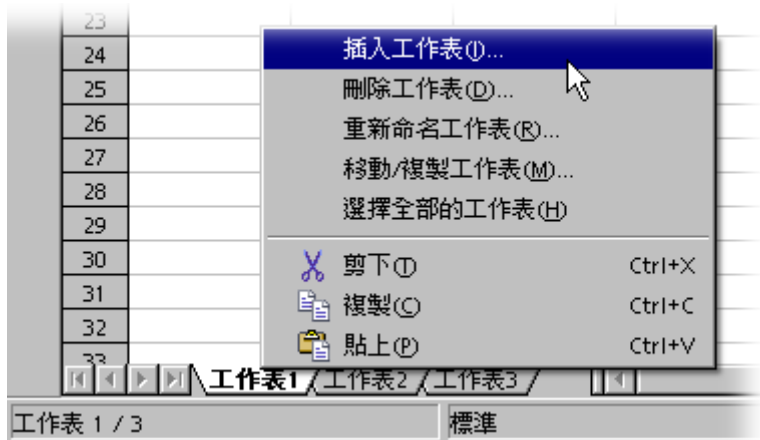 23
24
25
26
27
28
29
30
31
32
33
插入工作表(I)...
刪除工作表(D)...
重新命名工作表(R)...
移動/複製工作表(M)...
選擇全部的工作表(H)
剪下(T) Ctrl+X
複製(C) Ctrl+C
貼上(P) Ctrl+V
工作表1 工作表2 工作表3
工作表 1 / 3 標準